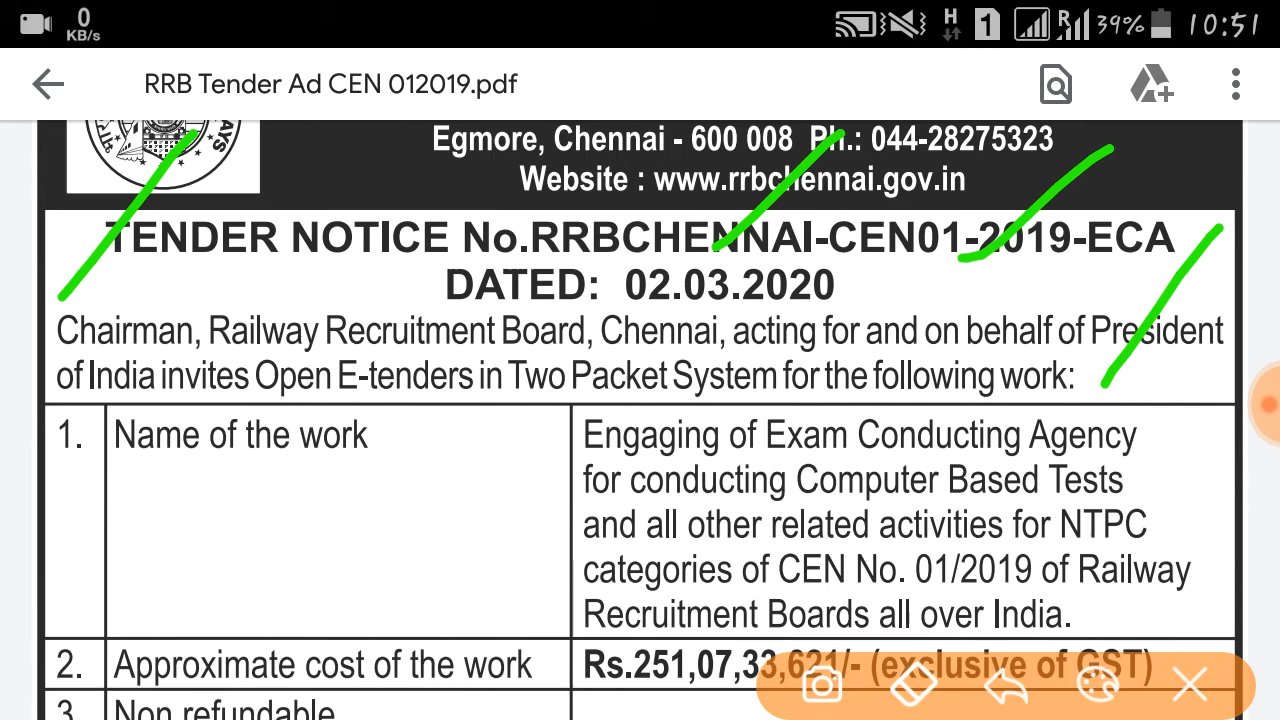 0
KB/s
H
1
R
39%
10:51
RRB Tender Ad CEN 012019.pdf
Egmore, Chennai - 600 008 Ph.: 044-28275323
Website : www.rrbchennai.gov.in
TENDER NOTICE No.RRBCHENNAI-CEN01-2019-ECA
DATED: 02.03.2020
Chairman, Railway Recruitment Board, Chennai, acting for and on behalf of President
of India invites Open E-tenders in Two Packet System for the following work:
1. Name of the work
Engaging of Exam Conducting Agency
for conducting Computer Based Tests
and all other related activities for NTPC
categories of CEN No. 01/2019 of Railway
Recruitment Boards all over India.
2. Approximate cost of the work Rs.251,07,33,621/- (exclusive of GST)
3. Non refundable